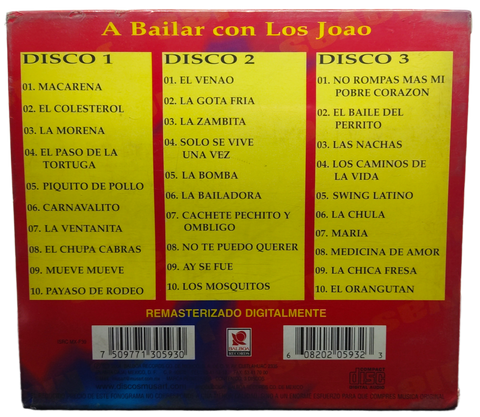 A Bailar con Los Joao
DISCO 1
01. MACARENA
02. EL COLESTEROL
03. LA MORENA
04. EL PASO DE LA
TORTUGA
05. PIQUITO DE POLLO
06. CARNAVALITO
07. LA VENTANITA
08. EL CHUPA CABRAS
09. MUEVE MUEVE
10. PAYASO DE RODEO
DISCO 2
01. EL VENAO
02. LA GOTA FRIA
03. LA ZAMBITA
04. SOLO SE VIVE
UNA VEZ
05. LA BOMBA
06. LA BAILADORA
07. CACHETE PECHITO Y
OMBLIGO
08. NO TE PUEDO QUERER
09. AY SE FUE
10. LOS MOSQUITOS
DISCO 3
01. NO ROMPAS MAS MI
POBRE CORAZON
02. EL BAILE DEL
PERRITO
03. LAS NACHAS
04. LOS CAMINOS DE
LA VIDA
05. SWING LATINO
06. LA CHULA
07. MARIA
08. MEDICINA DE AMOR
09. LA CHICA FRESA
10. EL ORANGUTAN
REMASTERIZADO DIGITALMENTE
7 509771 305930
BALBOA
RECORDS
6 08202 05932 3